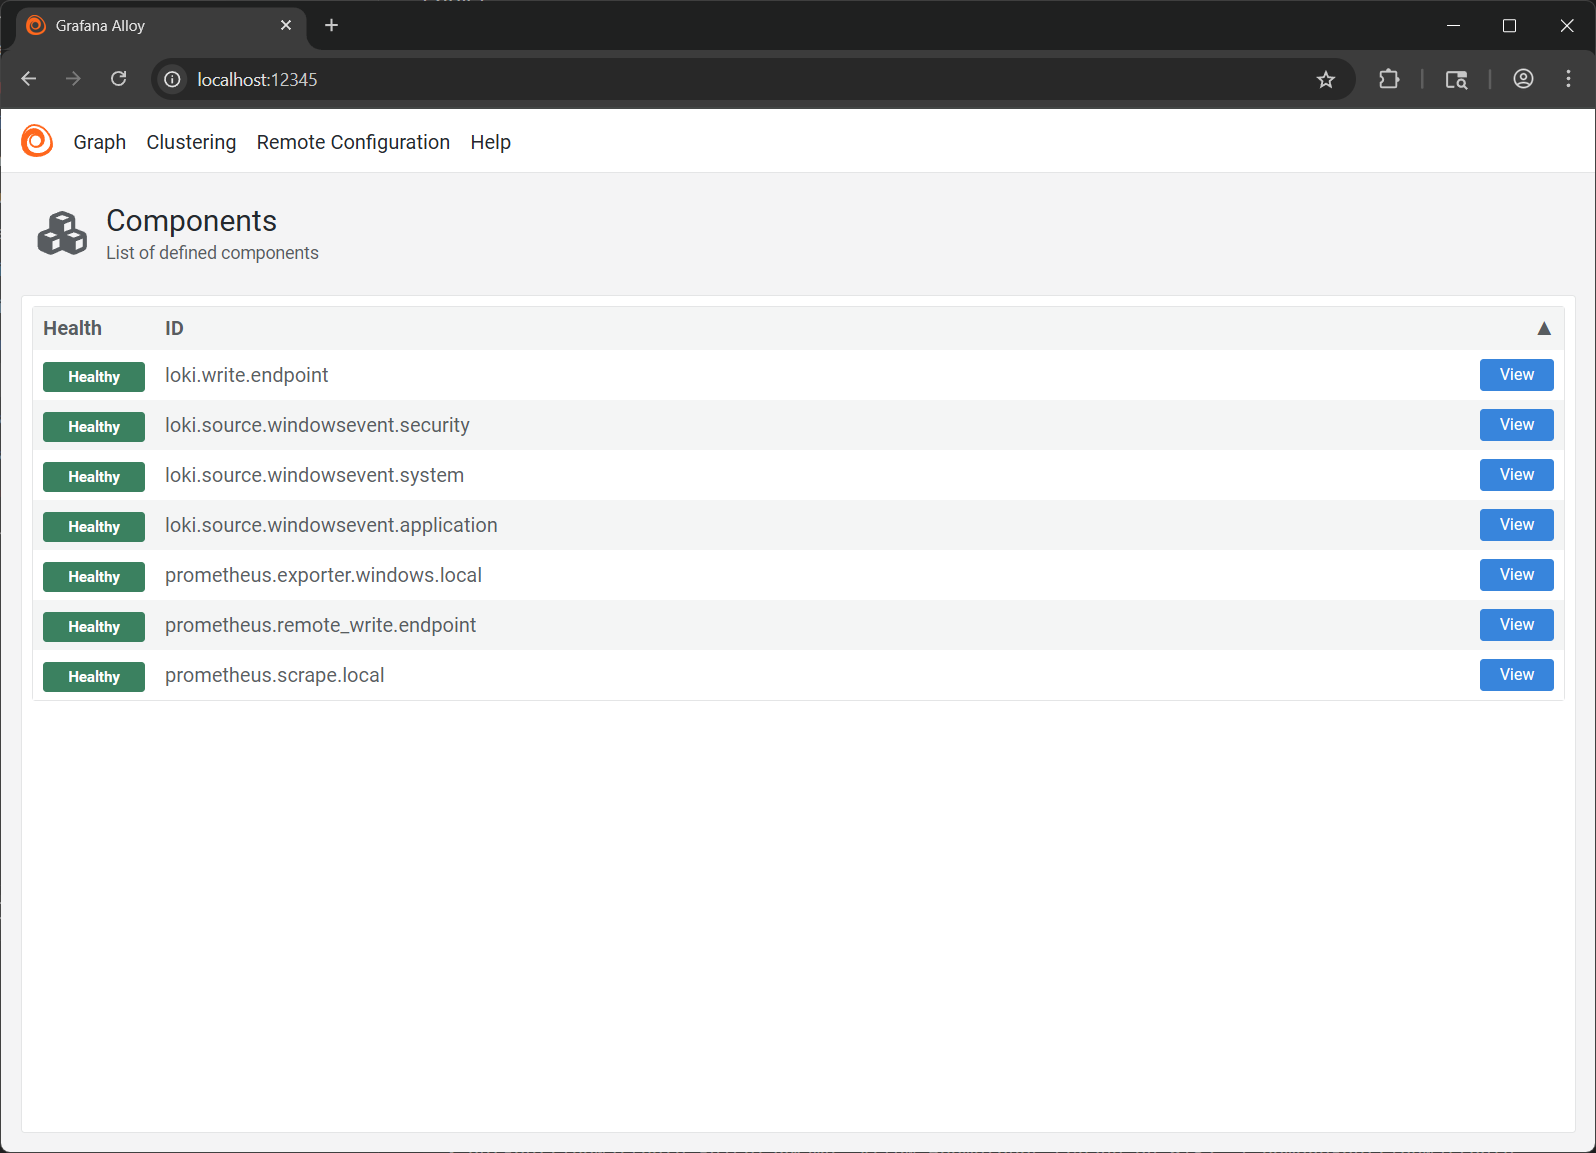 Grafana Alloy
localhost:12345
Graph Clustering Remote Configuration Help
Components
List of defined components
Health ID ▲
Healthy loki.write.endpoint View
Healthy loki.source.windowsevent.security View
Healthy loki.source.windowsevent.system View
Healthy loki.source.windowsevent.application View
Healthy prometheus.exporter.windows.local View
Healthy prometheus.remote_write.endpoint View
Healthy prometheus.scrape.local View